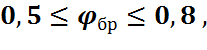 0, 5 ≤ φбр ≤ 0, 8 ,